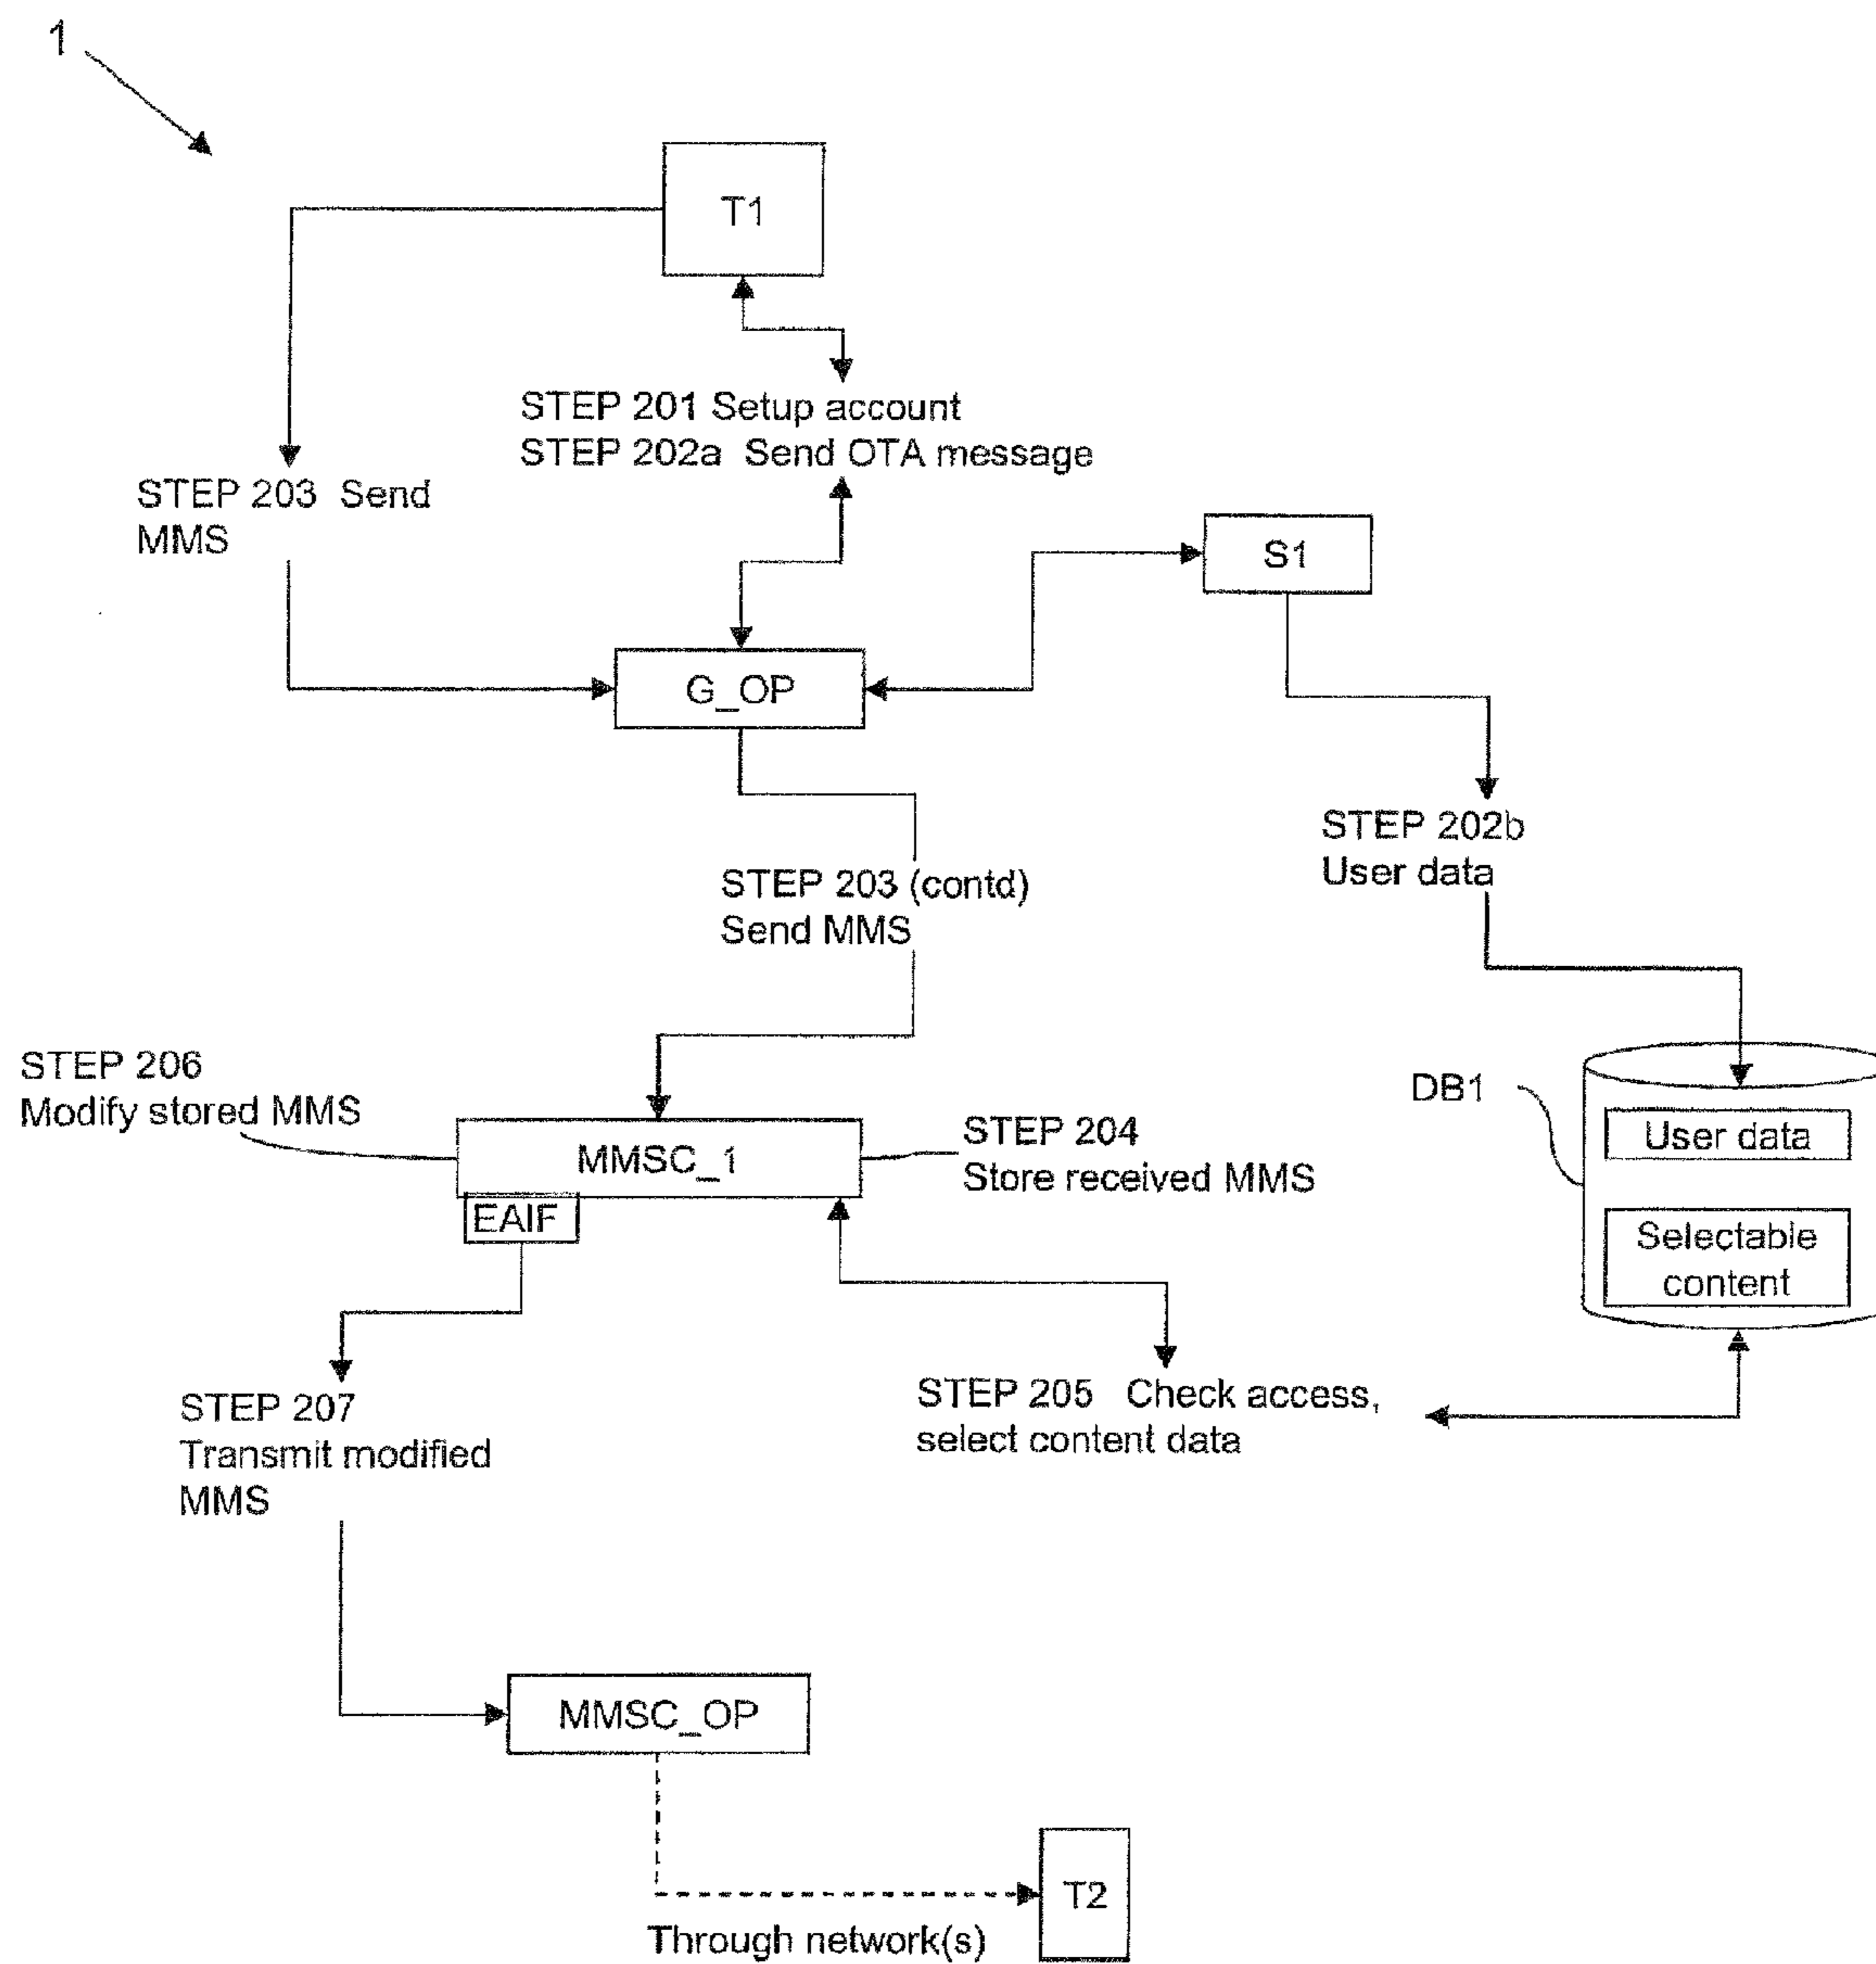 1
T1
STEP 201 Setup account
STEP 202a Send OTA message
STEP 203 Send
MMS
S1
G_OP
STEP 202b
User data
STEP 203 (contd)
Send MMS
STEP 206
Modify stored MMS
MMSC_1
EAIF
STEP 204
Store received MMS
DB1
User data
Selectable
content
STEP 207
Transmit modified
MMS
STEP 205 Check access,
select content data
MMSC_OP
T2
Through network(s)